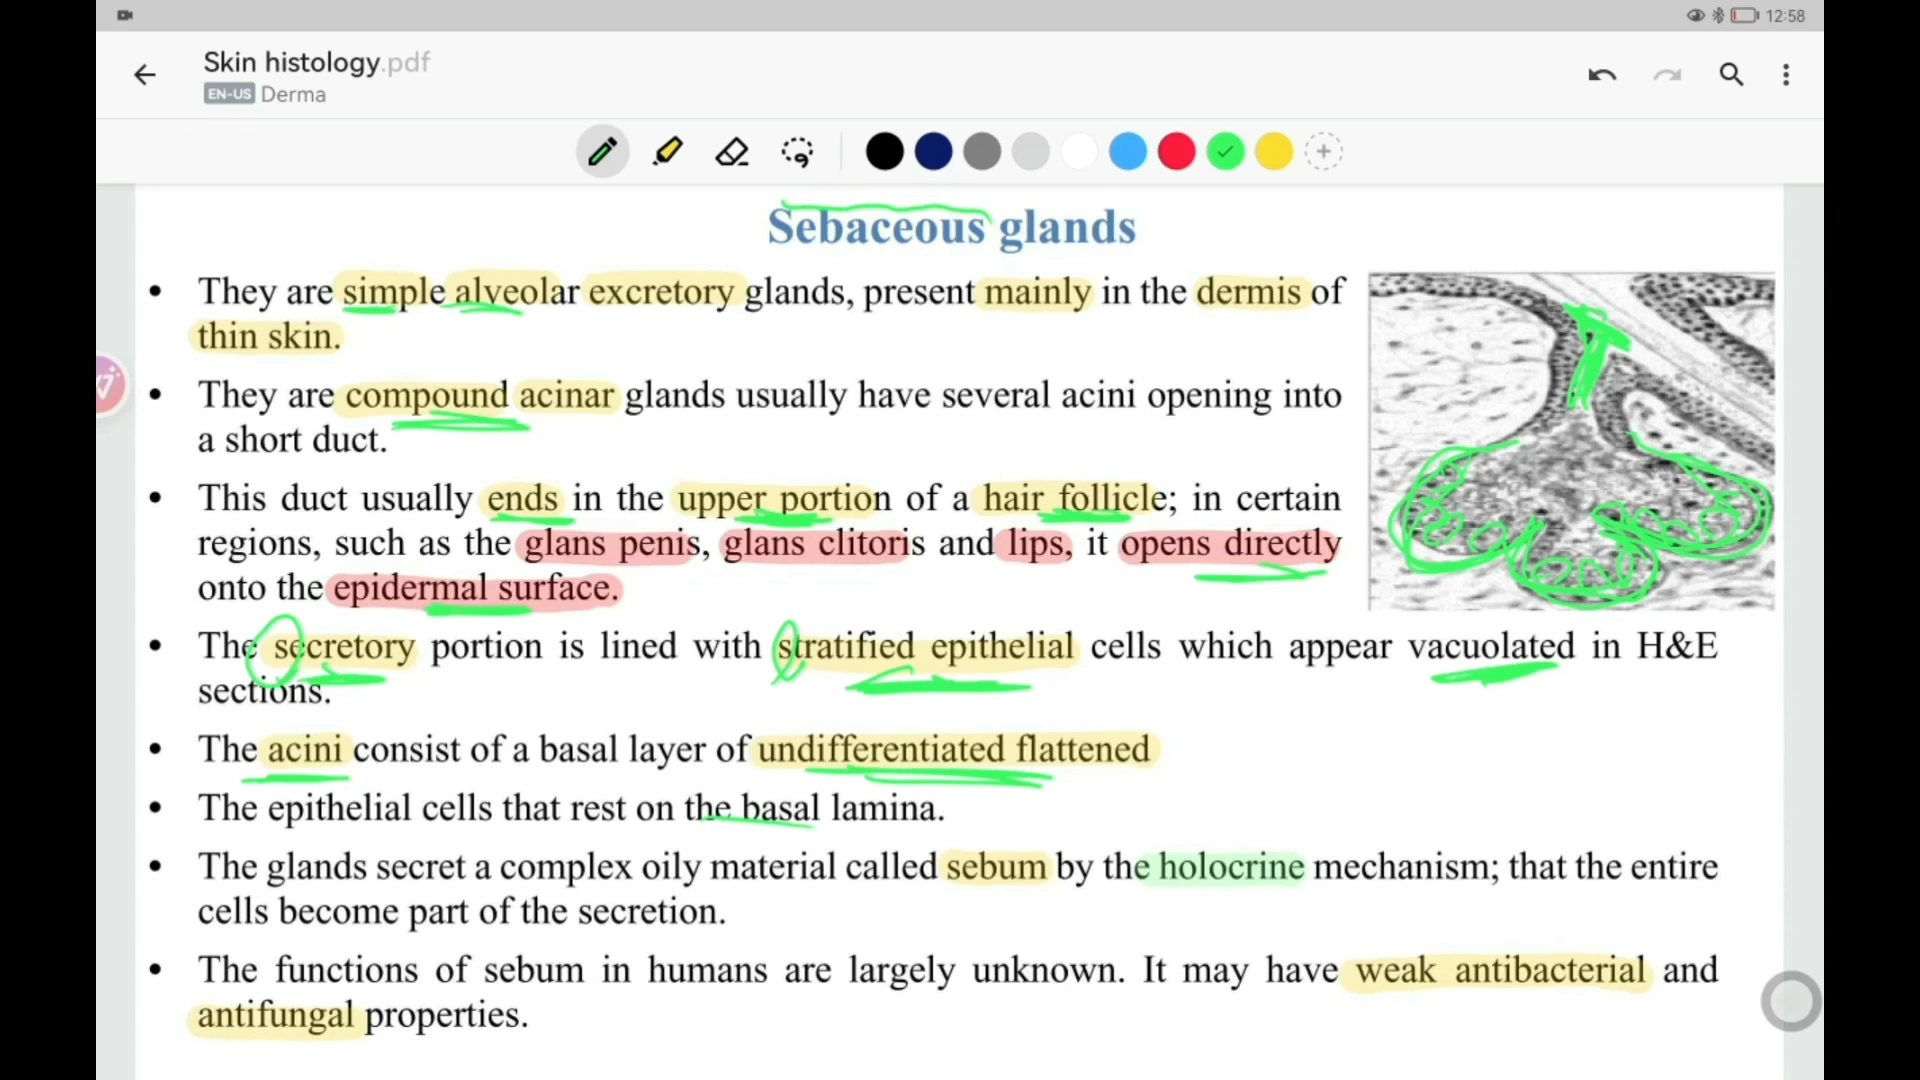 12:58
Skin histology.pdf
EN-US Derma
Sebaceous glands
• They are simple alveolar excretory glands, present mainly in the dermis of
thin skin.
• They are compound acinar glands usually have several acini opening into
a short duct.
• This duct usually ends in the upper portion of a hair follicle; in certain
regions, such as the glans penis, glans clitoris and lips, it opens directly
onto the epidermal surface.
• The secretory portion is lined with stratified epithelial cells which appear vacuolated in H&E
sections.
• The acini consist of a basal layer of undifferentiated flattened
• The epithelial cells that rest on the basal lamina.
• The glands secret a complex oily material called sebum by the holocrine mechanism; that the entire
cells become part of the secretion.
• The functions of sebum in humans are largely unknown. It may have weak antibacterial and
antifungal properties.